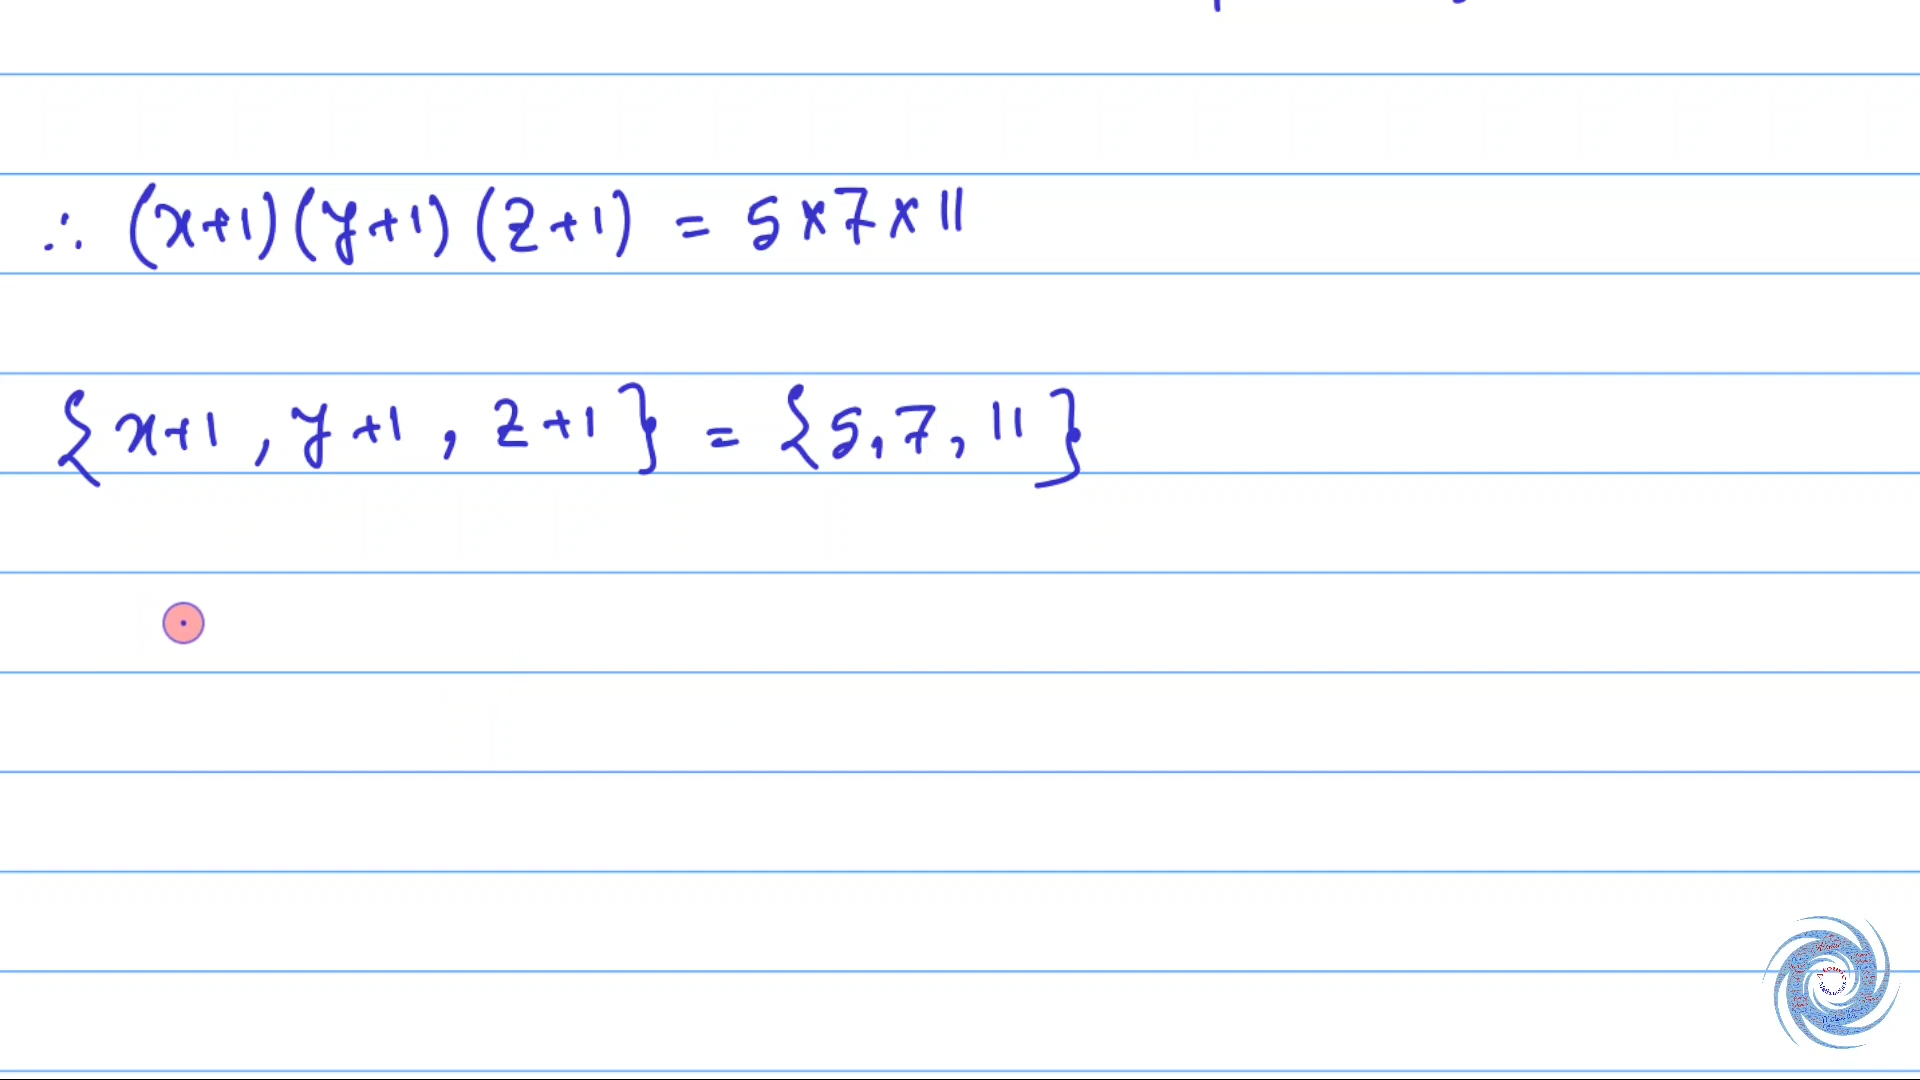 ∴ (x+1)(y+1)(z+1) = 5×7×11
{x+1, y+1, z+1} = {5, 7, 11}